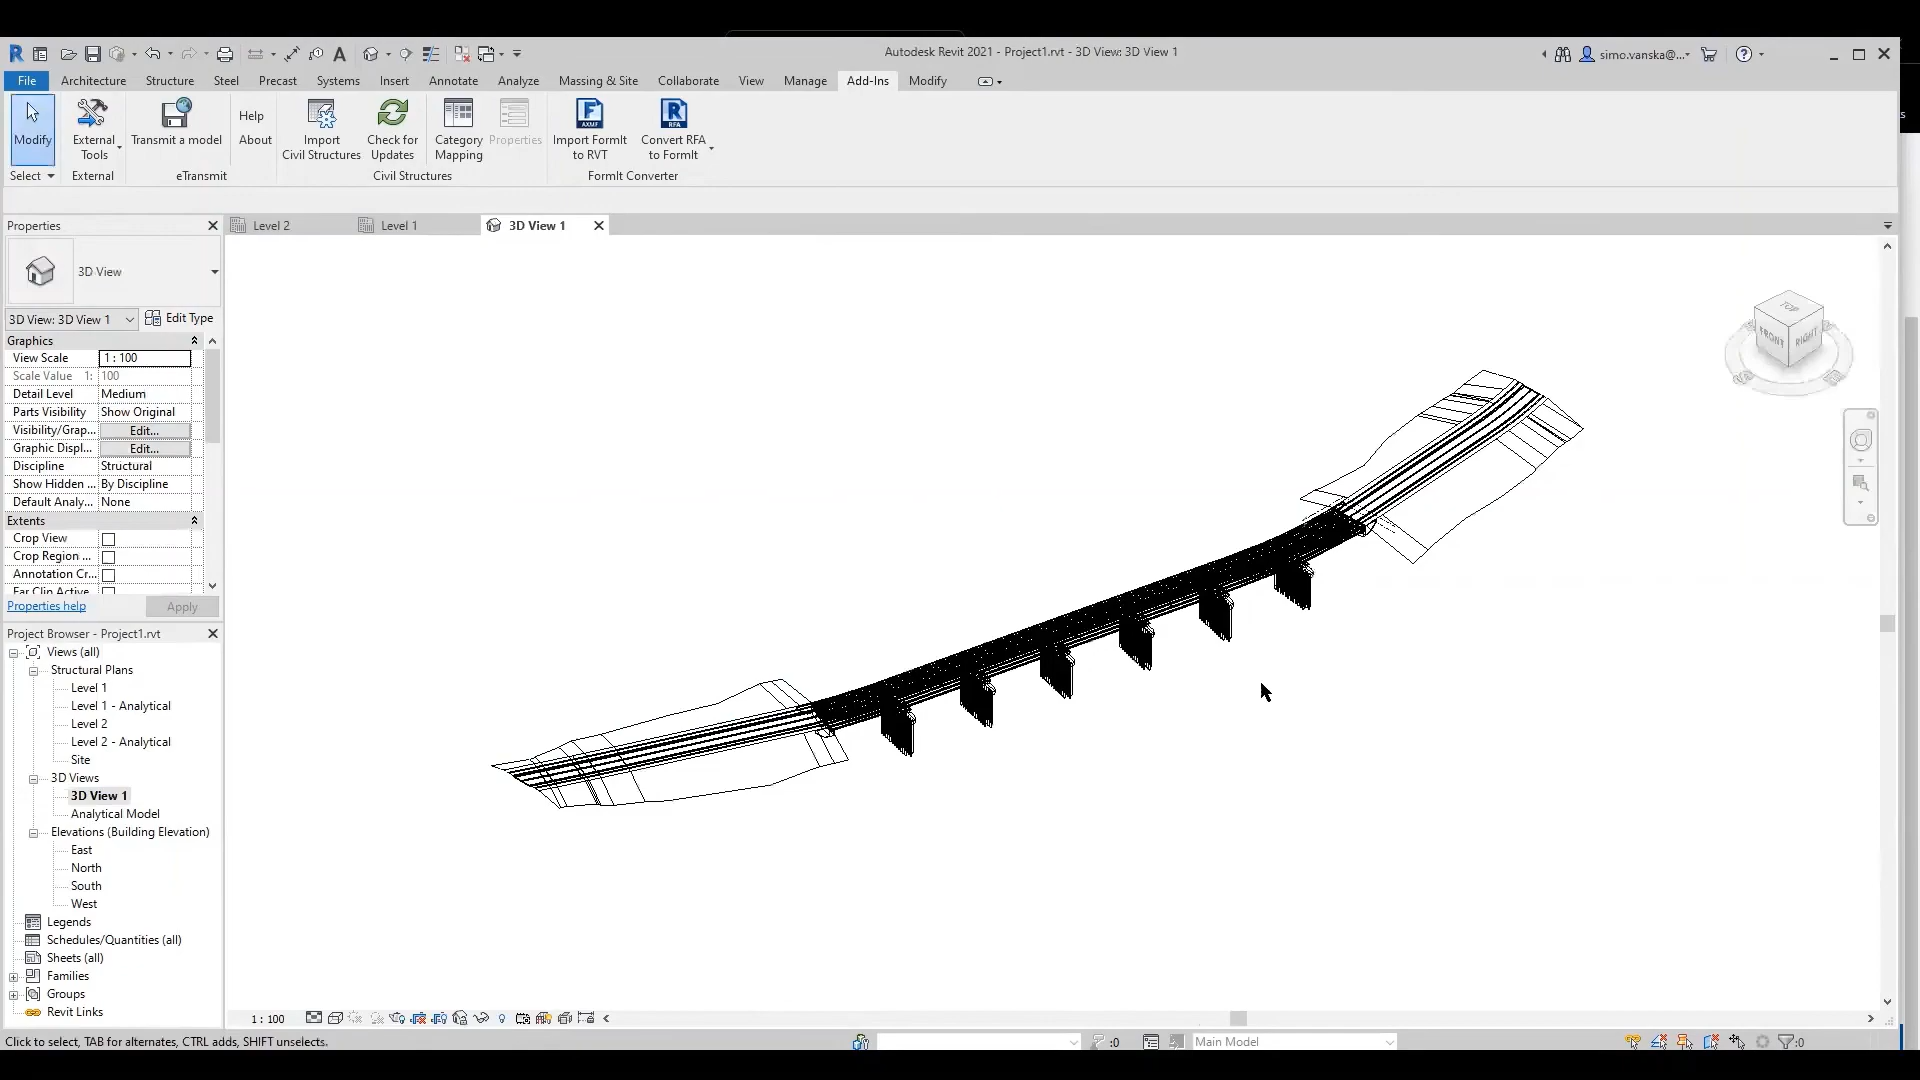 Autodesk Revit 2021 - Project1.rvt - 3D View: 3D View 1
simo.vanska@...
File Architecture Structure Steel Precast Systems Insert Annotate Analyze Massing & Site Collaborate View Manage Add-Ins Modify
Modify
External
Tools
Transmit a model
Help
About
Import
Civil Structures
Check for
Updates
Category
Mapping
Properties
Import FormIt
to RVT
Convert RFA
to FormIt
Select External eTransmit Civil Structures FormIt Converter
Properties
Level 2
Level 1
3D View 1
3D View
3D View: 3D View 1
Edit Type
Graphics
View Scale 1 : 100
Scale Value 1: 100
Detail Level Medium
Parts Visibility Show Original
Visibility/Grap... Edit...
Graphic Displ... Edit...
Discipline Structural
Show Hidden ... By Discipline
Default Analy... None
Extents
Crop View
Crop Region ...
Annotation Cr...
Far Clip Active
Properties help
Apply
Project Browser - Project1.rvt
Views (all)
Structural Plans
Level 1
Level 1 - Analytical
Level 2
Level 2 - Analytical
Site
3D Views
3D View 1
Analytical Model
Elevations (Building Elevation)
East
North
South
West
Legends
Schedules/Quantities (all)
Sheets (all)
Families
Groups
Revit Links
TOP
FRONT
RIGHT
1 : 100
Click to select, TAB for alternates, CTRL adds, SHIFT unselects.
:0
Main Model
:0